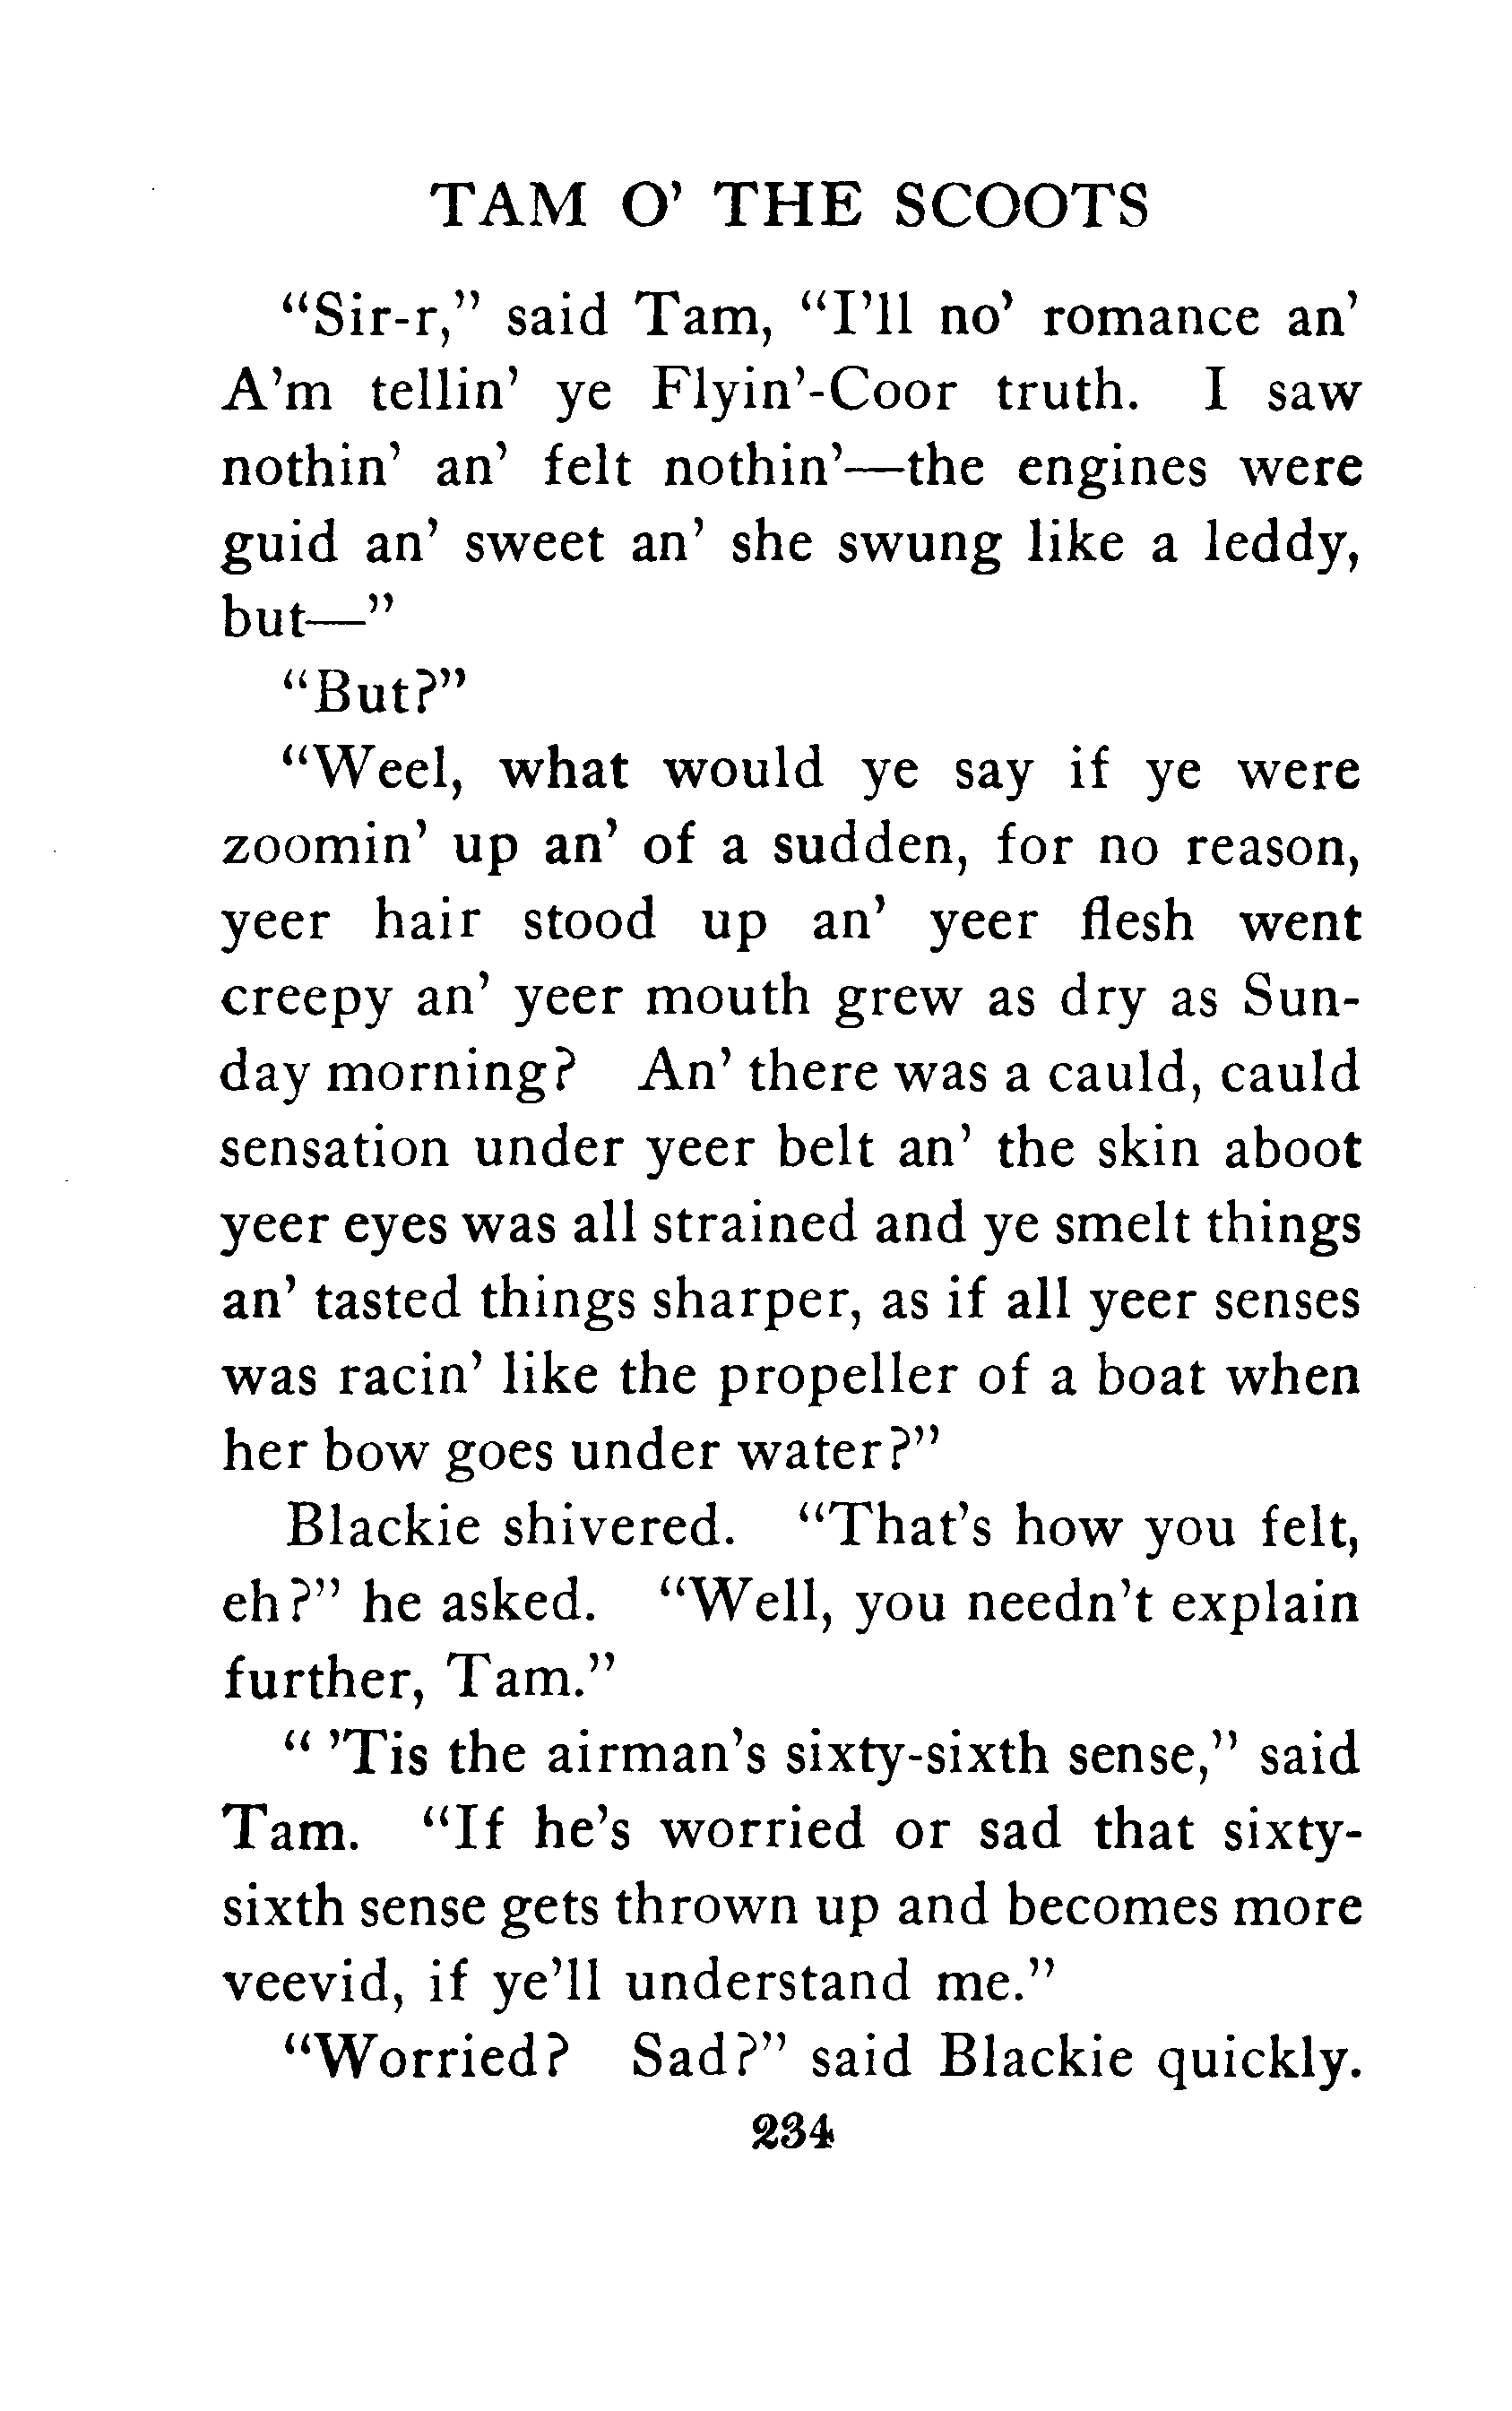 TAM O’ THE SCOOTS
“Sir-r,” said Tam, “I’ll no’ romance an’
A’m tellin’ ye Flyin’-Coor truth. I saw
nothin’ an’ felt nothin’—the engines were
guid an’ sweet an’ she swung like a leddy,
but—”
“But?”
“Weel, what would ye say if ye were
zoomin’ up an’ of a sudden, for no reason,
yeer hair stood up an’ yeer flesh went
creepy an’ yeer mouth grew as dry as Sun-
day morning? An’ there was a cauld, cauld
sensation under yeer belt an’ the skin aboot
yeer eyes was all strained and ye smelt things
an’ tasted things sharper, as if all yeer senses
was racin’ like the propeller of a boat when
her bow goes under water?”
Blackie shivered. “That’s how you felt,
eh?” he asked. “Well, you needn’t explain
further, Tam.”
“ ’Tis the airman’s sixty-sixth sense,” said
Tam. “If he’s worried or sad that sixty-
sixth sense gets thrown up and becomes more
veevid, if ye’ll understand me.”
“Worried? Sad?” said Blackie quickly.
234